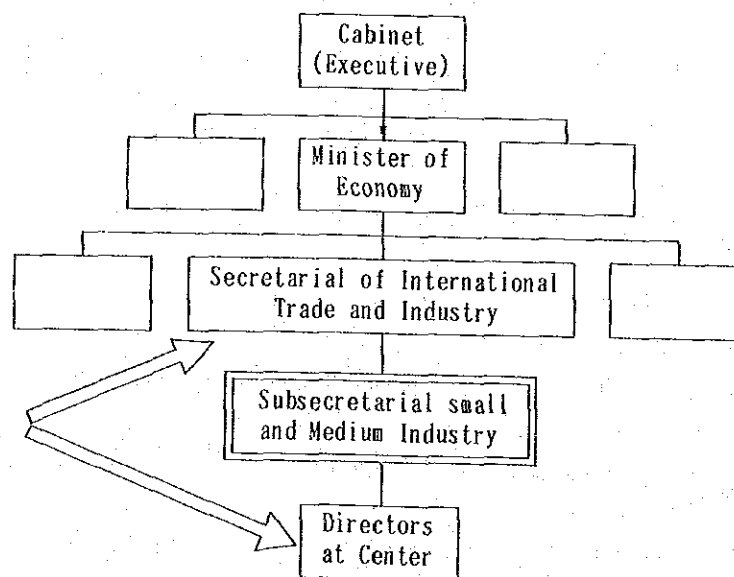 Cabinet
(Executive)
Minister of
Economy
Secretarial of International
Trade and Industry
Subsecretarial small
and Medium Industry
Directors
at Center